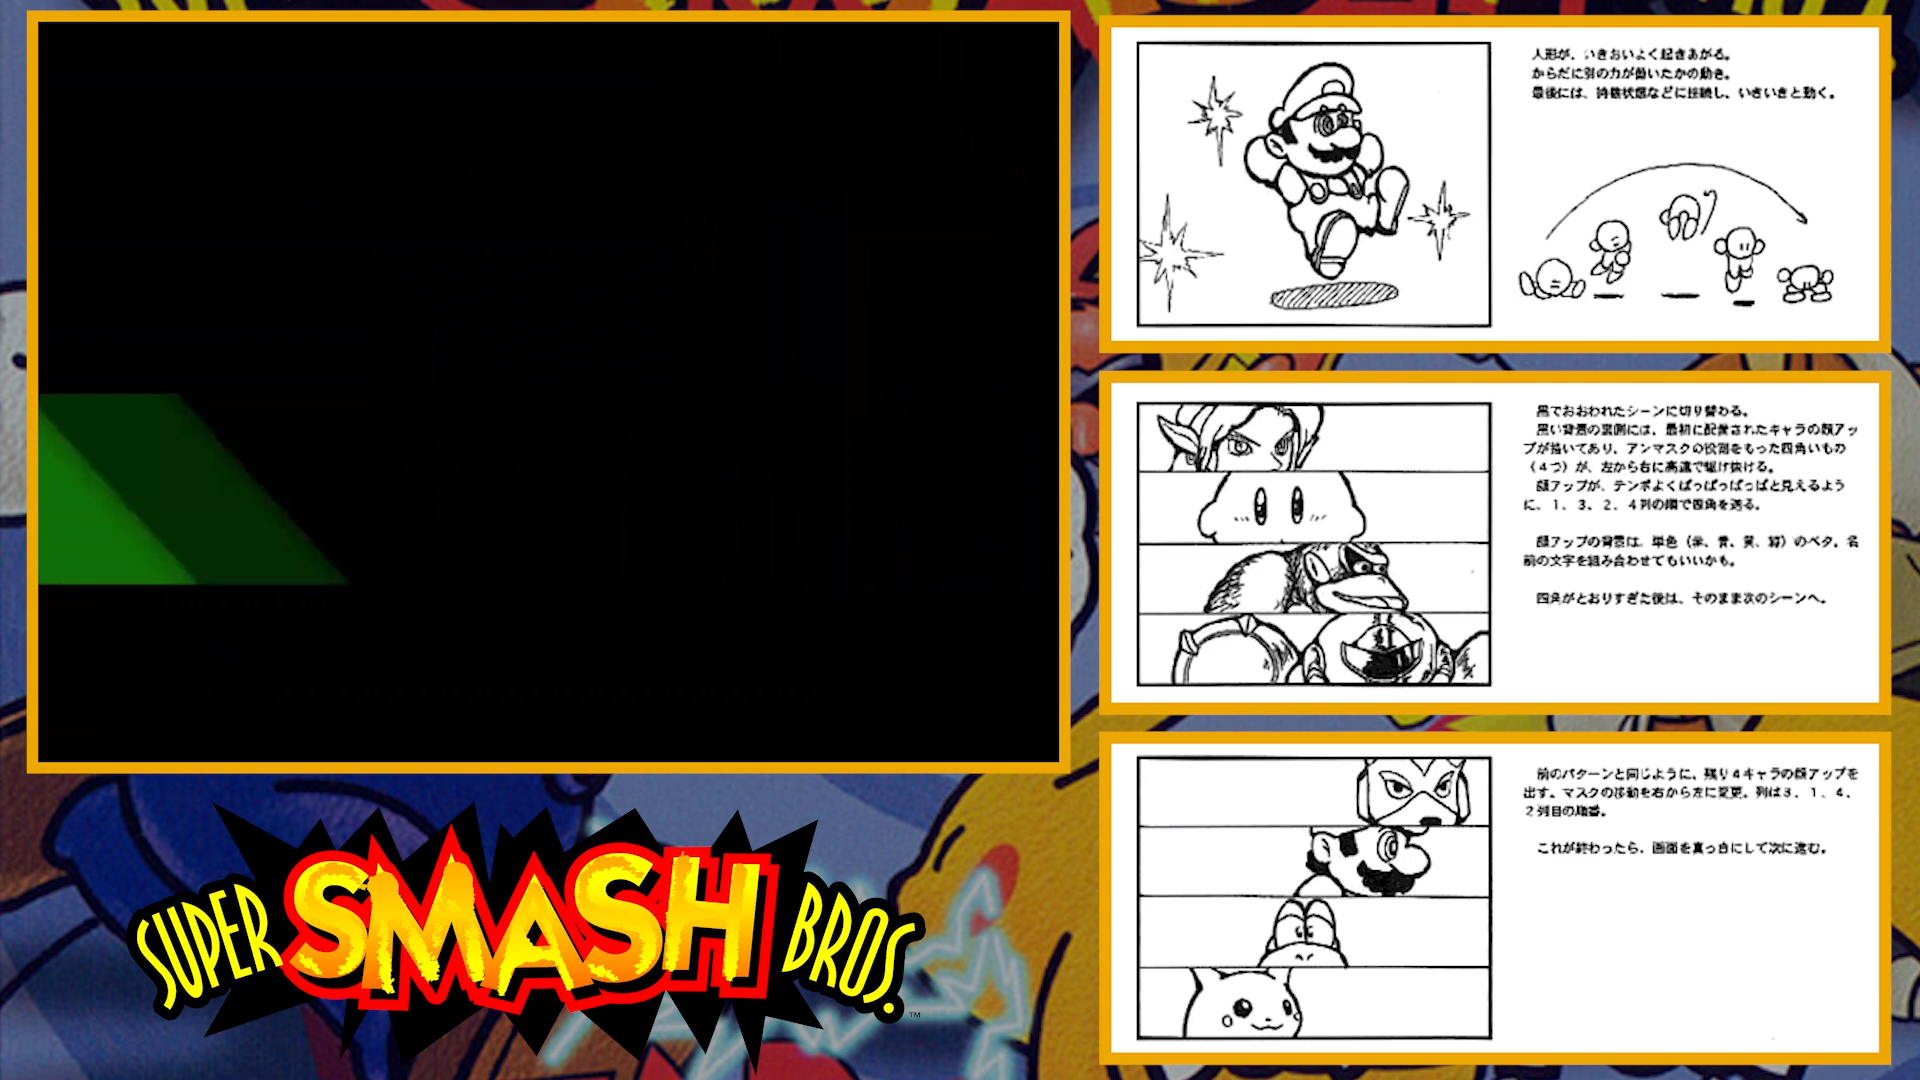 人形が、いきおいよく起きあがる。
からだに別の力が働いたかの動き。
最後には、待機状態などに接続し、いきいきと動く。
黒でおおわれたシーンに切り替わる。
黒い背景の裏側には、最初に配置されたキャラの顔アッ
プが描いてあり、アンマスクの役割をもった四角いもの
（４つ）が、左から右に高速で駆け抜ける。
顔アップが、テンポよくぱっぱっぱっぱと見えるよう
に、１、３、２、４列の順で四角を送る。
顔アップの背景は、単色（赤、青、黄、緑）のベタ。名
前の文字を組み合わせてもいいかも。
四角がとおりすぎた後は、そのまま次のシーンへ。
前のパターンと同じように、残り４キャラの顔アップを
出す。マスクの移動を右から左に変更。列は３、１、４、
２列目の順番。
これが終わったら、画面を真っ白にして次に進む。
SUPER SMASH BROS.™